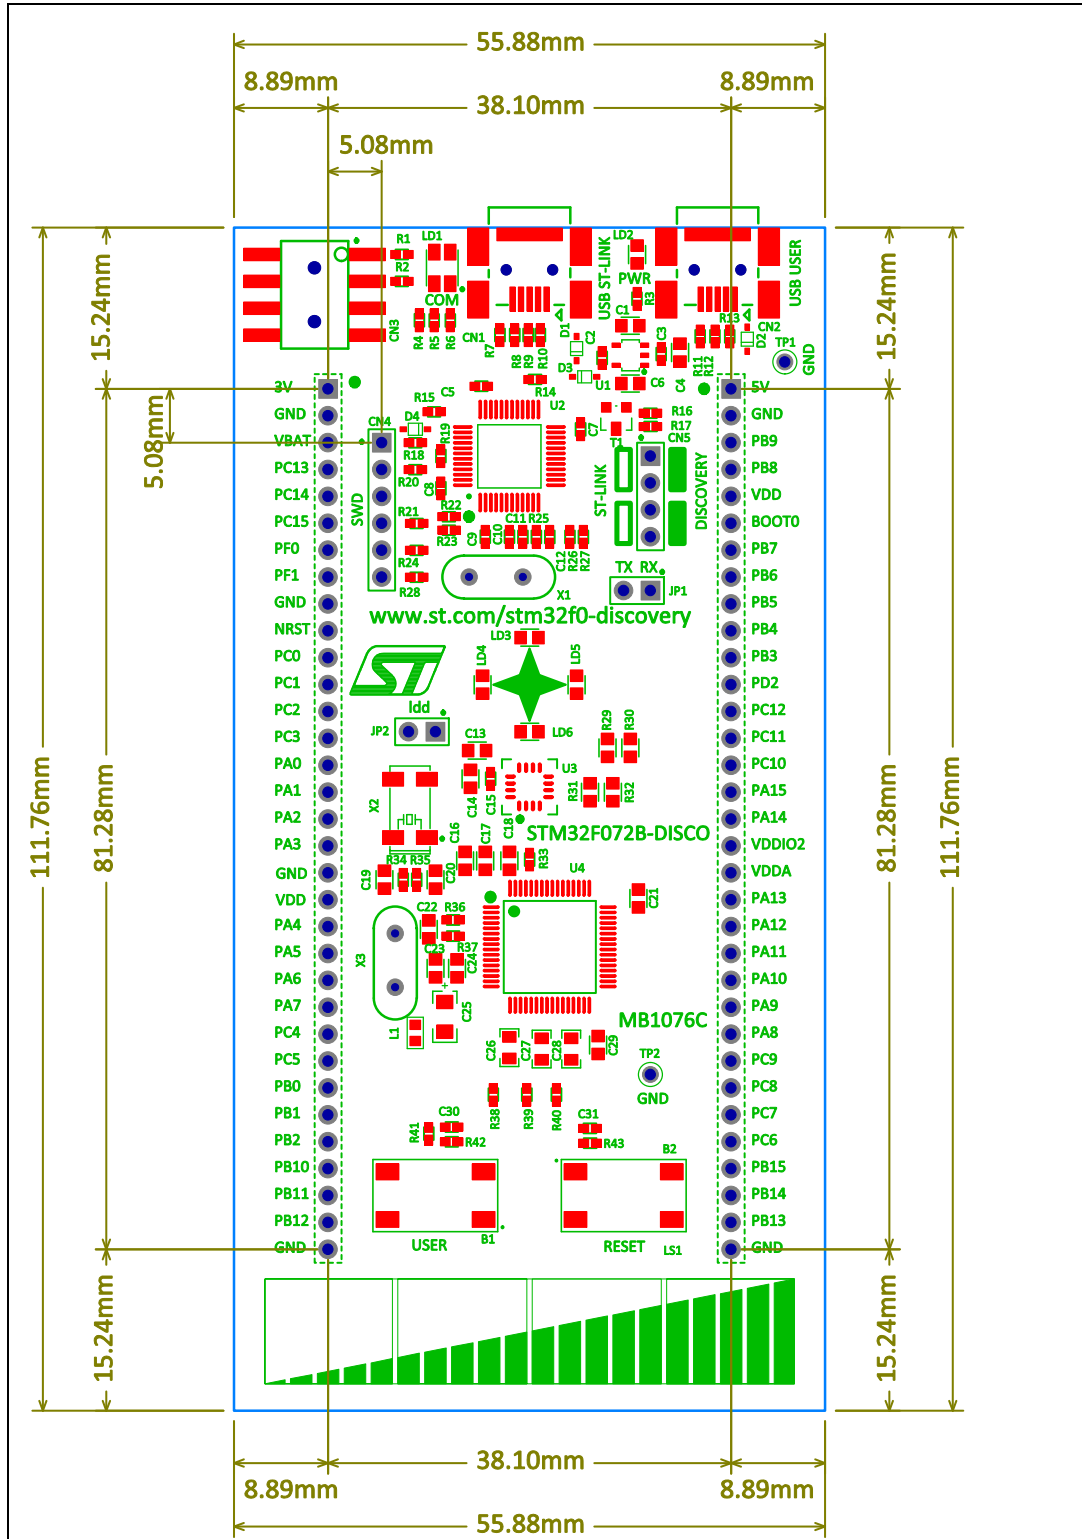 55.88mm
8.89mm
8.89mm
38.10mm
5.08mm
R1
LD1
LD2
R2
USB ST-LINK
USB USER
PWR
COM
R3
CN3
R4
R5
R6
CN1
R7
R8
R9
R10
D1
C2
C1
C3
R13
CN2
R11
R12
D2
TP1
GND
D3
U1
C6
C4
15.24mm
15.24mm
3V
C5
R14
5V
R15
U2
R16
R17
GND
CN4
D4
R19
C7
T1
CN5
GND
VBAT
R18
PB9
5.08mm
PC13
R20
C8
ST-LINK
DISCOVERY
PB8
PC14
SWD
VDD
PC15
R21
R22
R23
C9
C10
C11
R25
C12
R26
R27
BOOT0
PF0
R24
PB7
PF1
R28
X1
TX RX
JP1
PB6
GND
PB5
www.st.com/stm32f0-discovery
NRST
LD3
PB4
PC0
ST
LD4
LD5
PB3
PC1
PD2
PC2
Idd
PC12
PC3
JP2
LD6
R29
R30
PC11
C13
PA0
U3
PC10
PA1
X2
C14
C15
R31
R32
PA15
PA2
PA14
STM32F072B-DISCO
PA3
C16
C17
C18
R33
VDDIO2
R34
R35
GND
C19
C20
U4
C21
VDDA
VDD
PA13
C22
R36
PA4
PA12
PA5
X3
C23
R37
C24
PA11
PA6
PA10
PA7
C25
PA9
MB1076C
PC4
L1
PA8
PC5
C26
C27
C28
C29
TP2
PC9
PB0
GND
PC8
PB1
R38
R39
R40
PC7
C30
C31
PB2
R41
R42
R43
B2
PC6
PB10
PB15
PB11
PB14
PB12
USER
B1
RESET
PB13
GND
LS1
GND
111.76mm
81.28mm
81.28mm
111.76mm
15.24mm
15.24mm
38.10mm
8.89mm
8.89mm
55.88mm